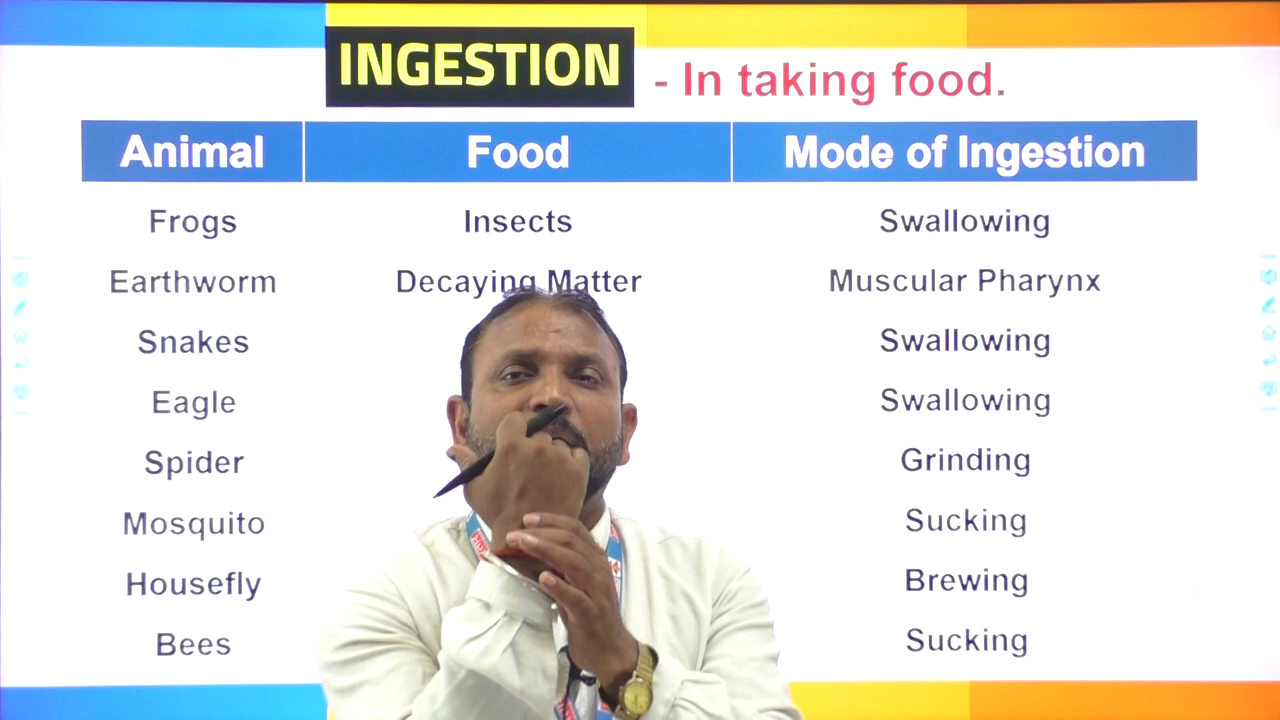 INGESTION - In taking food.
Animal Food Mode of Ingestion
Frogs Insects Swallowing
Earthworm Decaying Matter Muscular Pharynx
Snakes Swallowing
Eagle Swallowing
Spider Grinding
Mosquito Sucking
Housefly Brewing
Bees Sucking